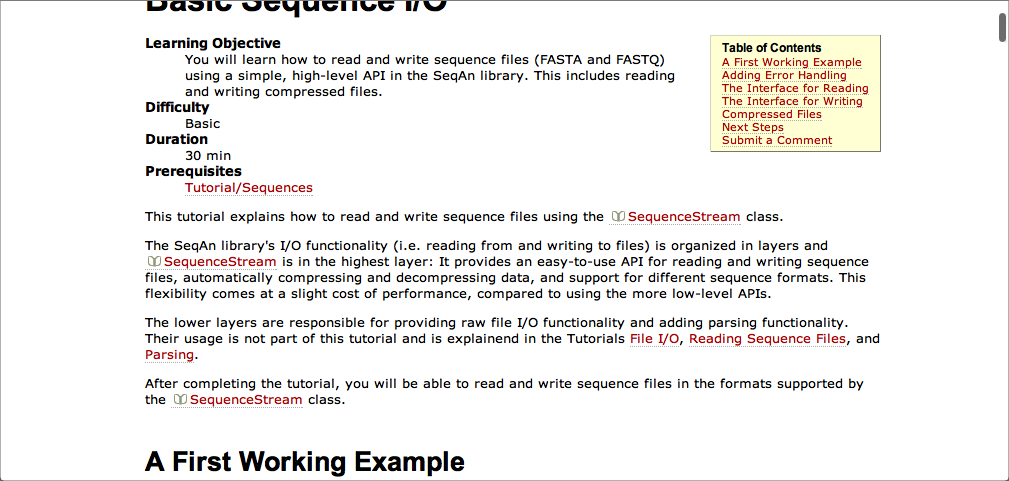 Basic Sequence I/O
Learning Objective
You will learn how to read and write sequence files (FASTA and FASTQ)
using a simple, high-level API in the SeqAn library. This includes reading
and writing compressed files.
Difficulty
Basic
Duration
30 min
Prerequisites
Tutorial/Sequences
Table of Contents
A First Working Example
Adding Error Handling
The Interface for Reading
The Interface for Writing
Compressed Files
Next Steps
Submit a Comment
This tutorial explains how to read and write sequence files using the SequenceStream class.
The SeqAn library's I/O functionality (i.e. reading from and writing to files) is organized in layers and
SequenceStream is in the highest layer: It provides an easy-to-use API for reading and writing sequence
files, automatically compressing and decompressing data, and support for different sequence formats. This
flexibility comes at a slight cost of performance, compared to using the more low-level APIs.
The lower layers are responsible for providing raw file I/O functionality and adding parsing functionality.
Their usage is not part of this tutorial and is explainend in the Tutorials File I/O, Reading Sequence Files, and
Parsing.
After completing the tutorial, you will be able to read and write sequence files in the formats supported by
the SequenceStream class.
A First Working Example